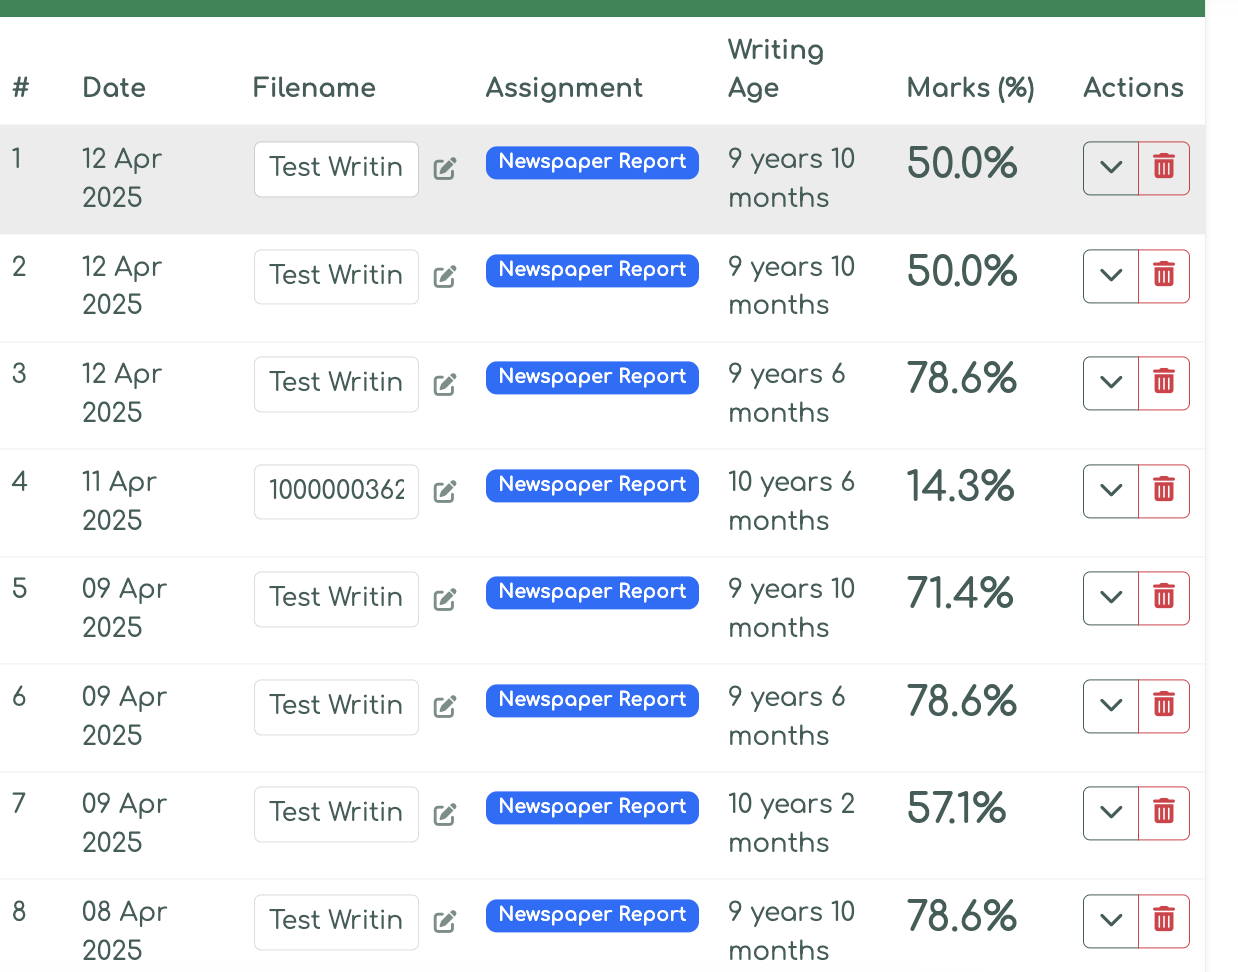 # Date Filename Assignment Writing Age Marks (%) Actions
1 12 Apr 2025 Test Writin Newspaper Report 9 years 10 months 50.0%
2 12 Apr 2025 Test Writin Newspaper Report 9 years 10 months 50.0%
3 12 Apr 2025 Test Writin Newspaper Report 9 years 6 months 78.6%
4 11 Apr 2025 1000000362 Newspaper Report 10 years 6 months 14.3%
5 09 Apr 2025 Test Writin Newspaper Report 9 years 10 months 71.4%
6 09 Apr 2025 Test Writin Newspaper Report 9 years 6 months 78.6%
7 09 Apr 2025 Test Writin Newspaper Report 10 years 2 months 57.1%
8 08 Apr 2025 Test Writin Newspaper Report 9 years 10 months 78.6%